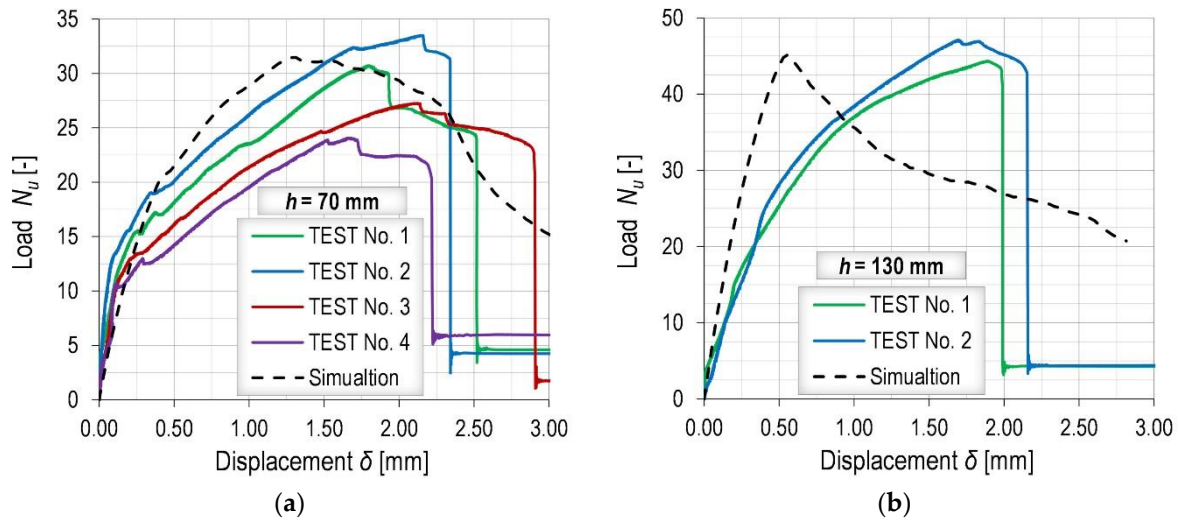 35
30
25
20
15
10
5
0
Load Nu [-]
h = 70 mm
TEST No. 1
TEST No. 2
TEST No. 3
TEST No. 4
Simualtion
0.00 0.50 1.00 1.50 2.00 2.50 3.00
Displacement δ [mm]
(a)
50
40
30
20
10
0
Load Nu [-]
h = 130 mm
TEST No. 1
TEST No. 2
Simualtion
0.00 0.50 1.00 1.50 2.00 2.50 3.00
Displacement δ [mm]
(b)